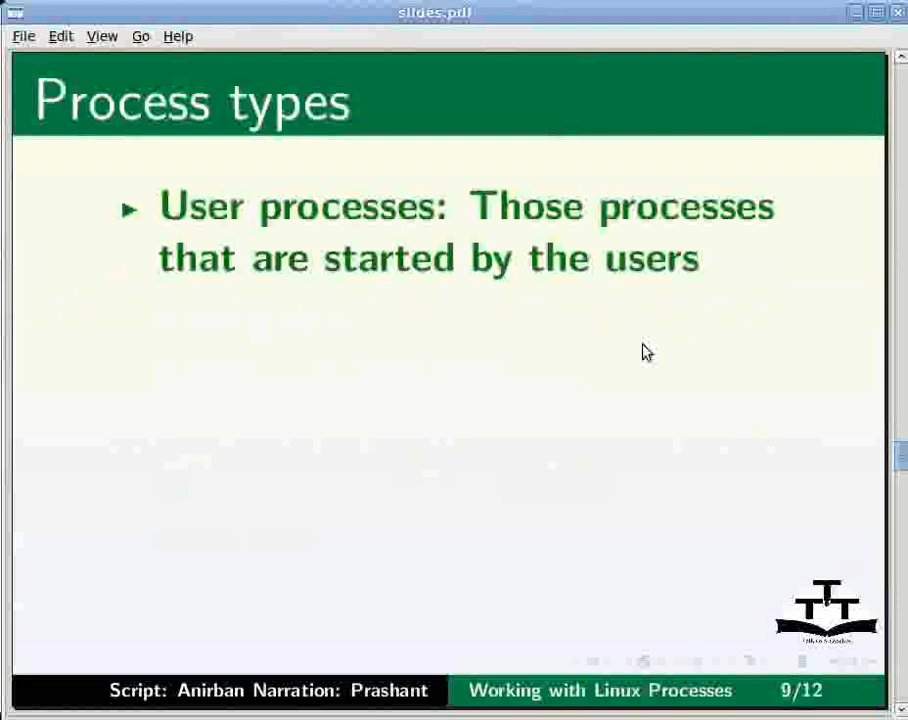 slides.pdf
File Edit View Go Help
Process types
User processes: Those processes
that are started by the users
Script: Anirban Narration: Prashant Working with Linux Processes 9/12